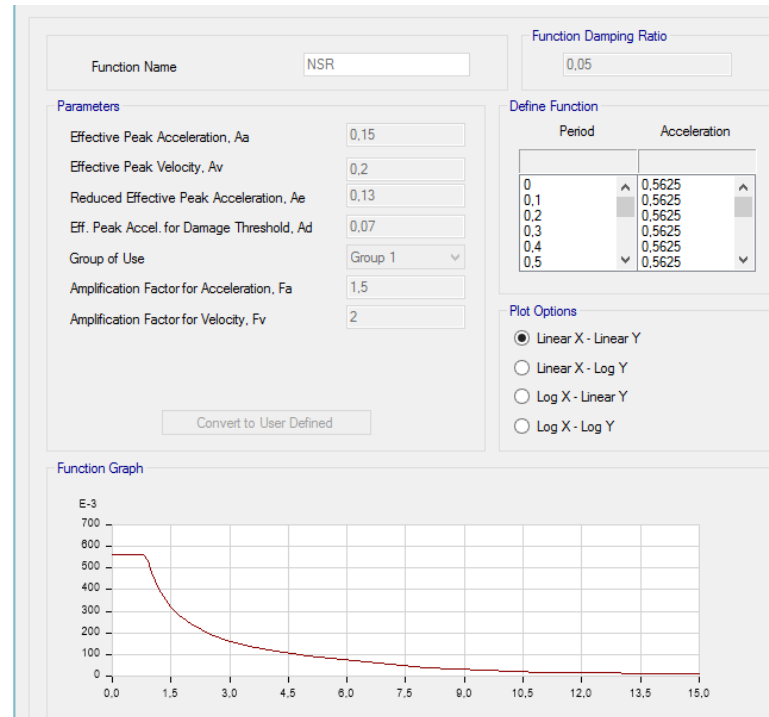 Function Name
NSR
Function Damping Ratio
0,05
Parameters
Effective Peak Acceleration, Aa
0,15
Effective Peak Velocity, Av
0,2
Reduced Effective Peak Acceleration, Ae
0,13
Eff. Peak Accel. for Damage Threshold, Ad
0,07
Group of Use
Group 1
Amplification Factor for Acceleration, Fa
1,5
Amplification Factor for Velocity, Fv
2
Convert to User Defined
Define Function
Period Acceleration
0 0,5625
0,1 0,5625
0,2 0,5625
0,3 0,5625
0,4 0,5625
0,5 0,5625
Plot Options
Linear X - Linear Y
Linear X - Log Y
Log X - Linear Y
Log X - Log Y
Function Graph
E-3
700
600
500
400
300
200
100
0
0,0 1,5 3,0 4,5 6,0 7,5 9,0 10,5 12,0 13,5 15,0